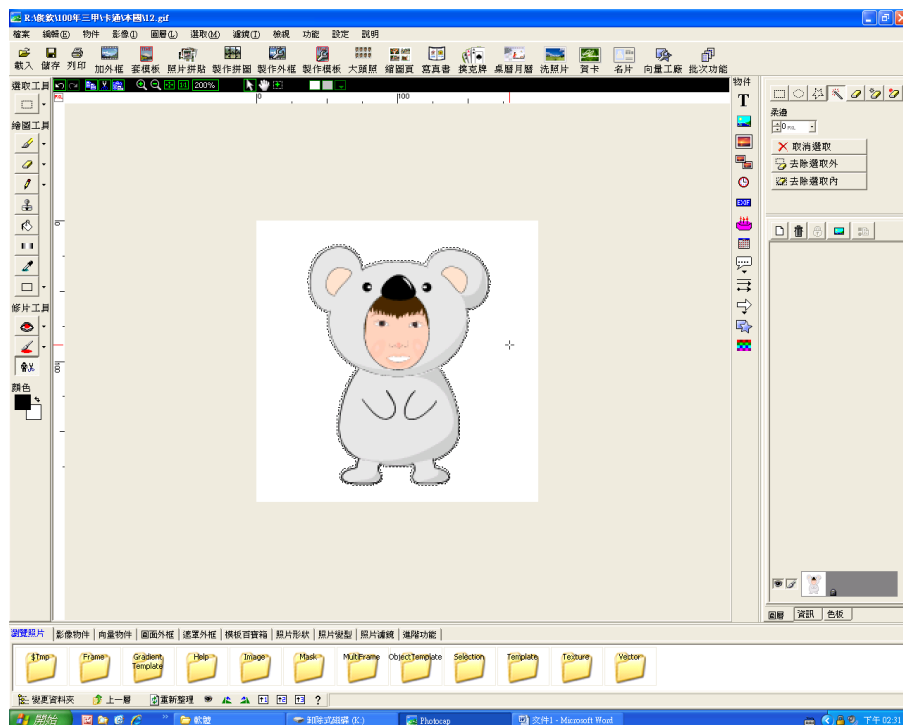 R:\俊欽\100年三甲\卡通\本國\12.gif
檔案 編輯(E) 物件 影像(I) 圖層(L) 選取(M) 濾鏡(T) 檢視 功能 設定 說明
載入 儲存 列印 加外框 套模板 照片拼貼 製作拼圖 製作外框 製作模板 大頭照 縮圖頁 寫真書 撲克牌 桌曆月曆 洗照片 賀卡 名片 向量工廠 批次功能
選取工具 200% 物件
0 100
T
柔邊
0
繪圖工具
取消選取
去除選取外
去除選取內
EXIF
0
修片工具
100
顏色
圖層 資訊 色板
瀏覽照片 影像物件 向量物件 圖面外框 遮罩外框 模板百寶箱 照片形狀 照片變型 照片濾鏡 進階功能
$Tmp Frame Gradient Template Help Image Mask MultiFrame ObjectTemplate Selection Template Texture Vector
變更資料夾 上一層 重新整理 ?
開始 軟體 卸除式磁碟 (K:) Photocap 文件1 - Microsoft Word 下午 02:31